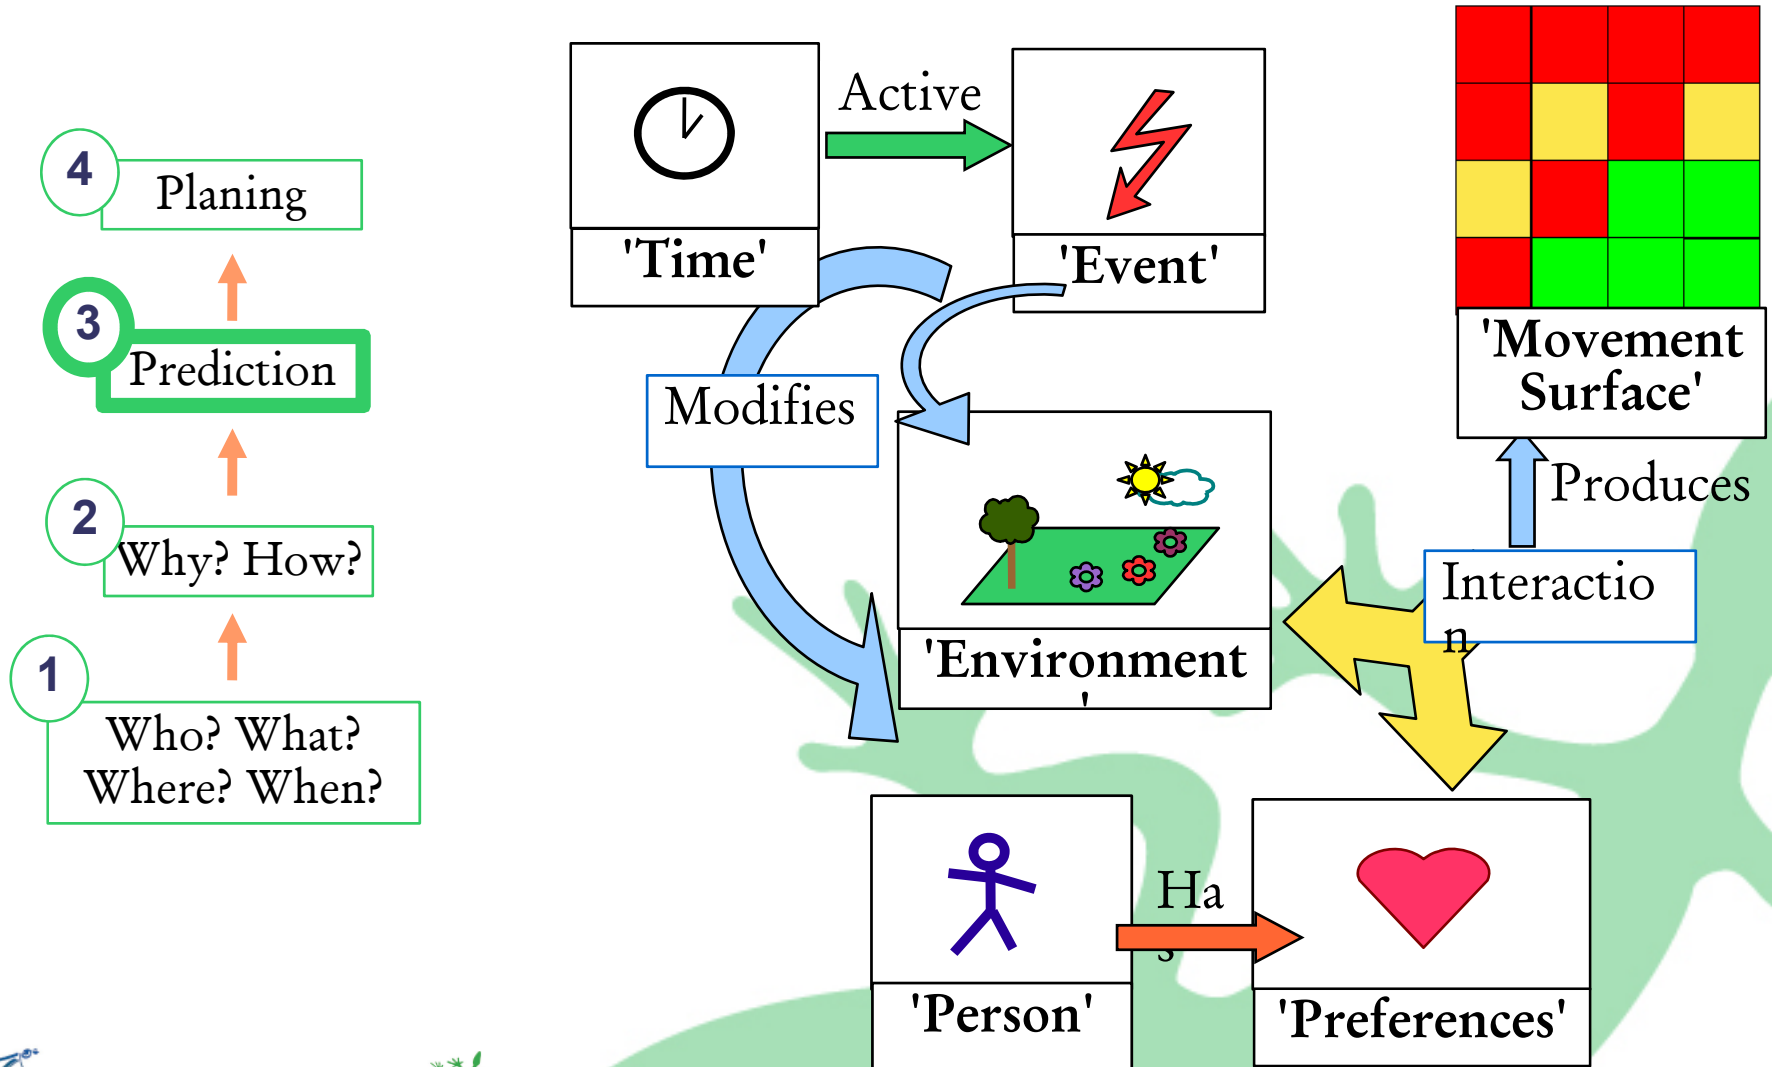 4
Planing
3
Prediction
2
Why? How?
1
Who? What?
Where? When?
Active
'Time'
'Event'
Modifies
'Environment
'
'Movement
Surface'
Produces
Interactio
n
Ha
s
'Person'
'Preferences'